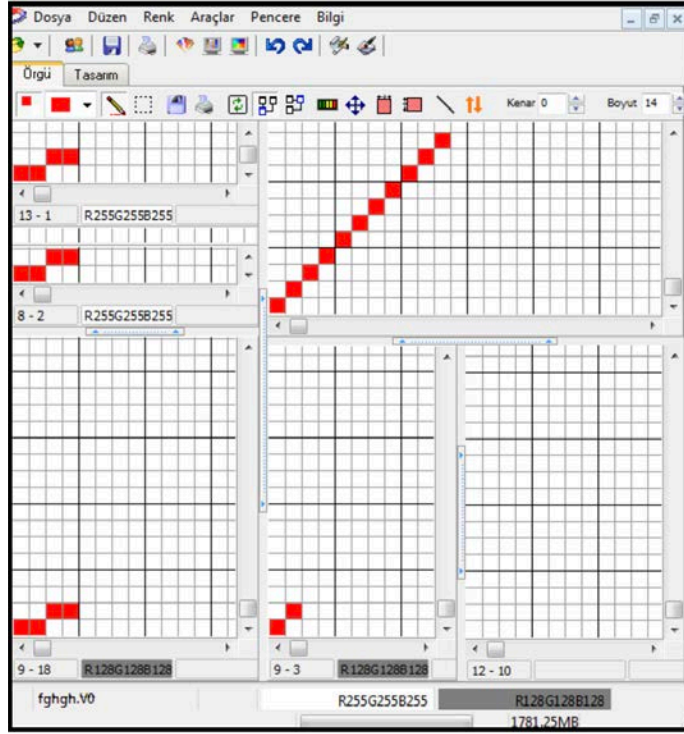 Dosya Düzen Renk Araçlar Pencere Bilgi
Örgü Tasarım
Kenar 0 Boyut 14
13 - 1 R255G255B255
8 - 2 R255G255B255
9 - 18 R128G128B128
9 - 3 R128G128B128
12 - 10
fghgh.V0 R255G255B255 R128G128B128
1781,25MB